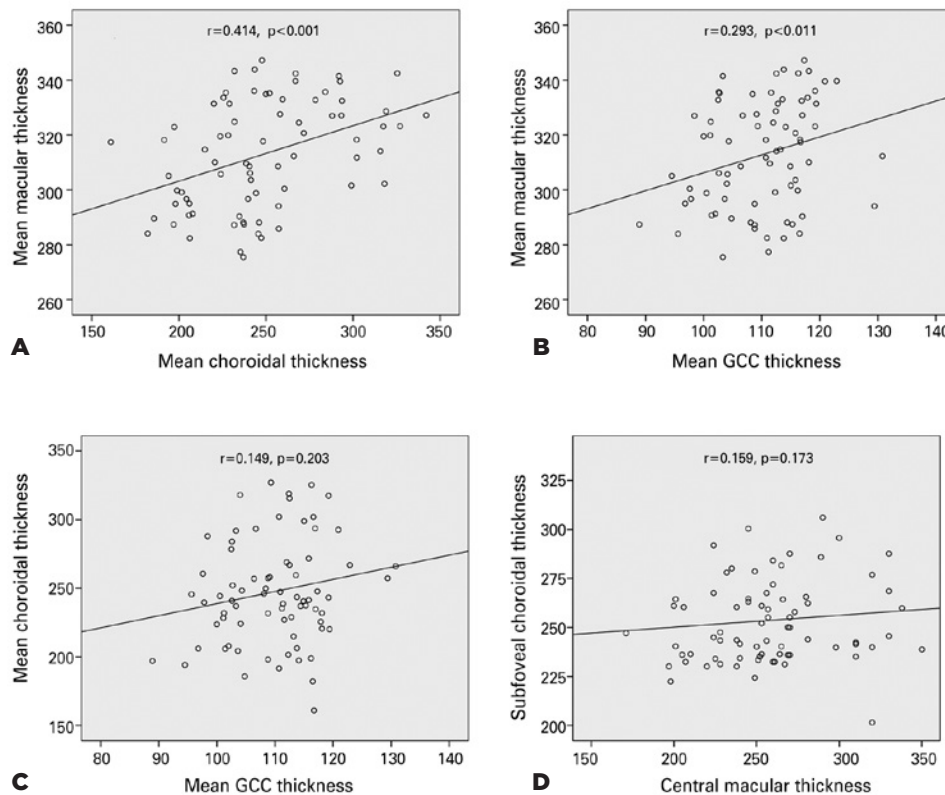 r=0.414, p<0.001
Mean macular thickness
360
340
320
300
280
260
150 200 250 300 350
Mean choroidal thickness
A
r=0.293, p<0.011
Mean macular thickness
360
340
320
300
280
260
80 90 100 110 120 130 140
Mean GCC thickness
B
r=0.149, p=0.203
Mean choroidal thickness
350
300
250
200
150
80 90 100 110 120 130 140
Mean GCC thickness
C
r=0.159, p=0.173
Subfoveal choroidal thickness
325
300
275
250
225
200
150 200 250 300 350
Central macular thickness
D